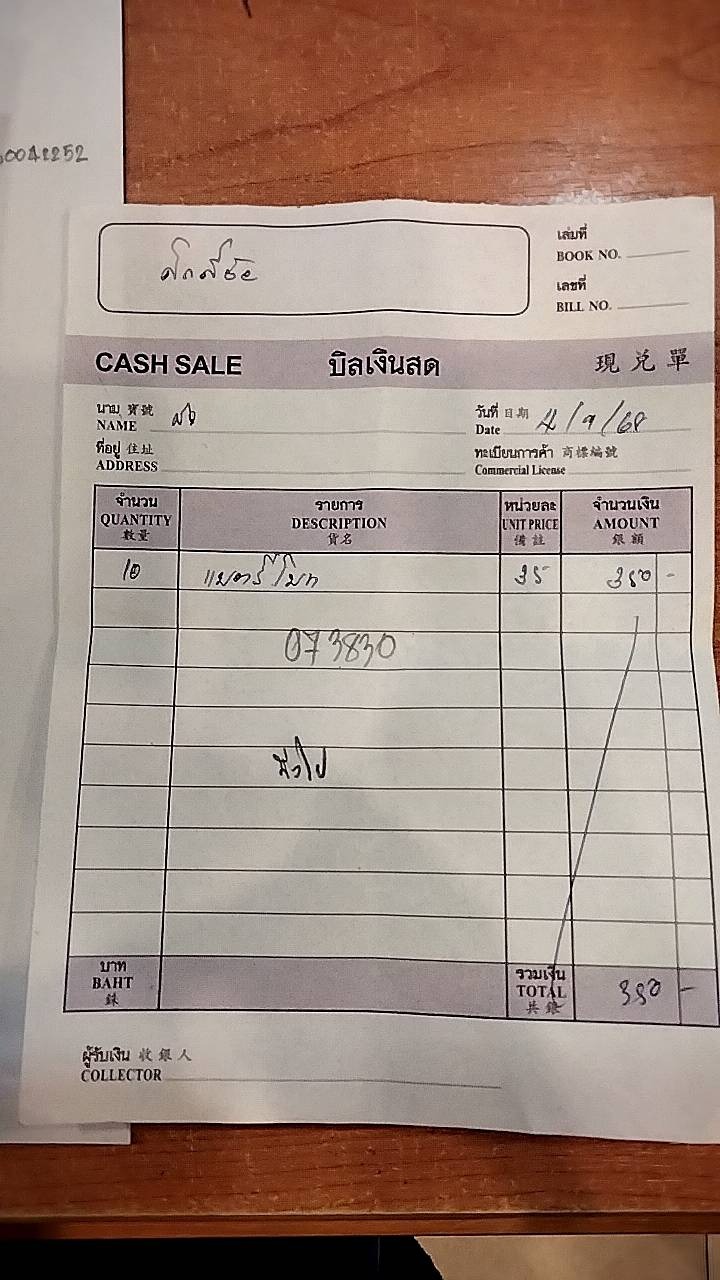 0042252
เล่มที่
BOOK NO.
เลขที่
BILL NO.
CASH SALE บิลเงินสด 現兑單
นาม 寶號
NAME
วันที่ 日期
Date 4/9/68
ที่อยู่ 住址
ADDRESS
ทะเบียนการค้า 商標編號
Commercial License
จำนวน รายการ หน่วยละ จำนวนเงิน
QUANTITY DESCRIPTION UNIT PRICE AMOUNT
數量 貨名 備註 銀額
10 35 350 -
073830
บาท รวมเงิน
BAHT TOTAL 350 -
銖 共銀
ผู้รับเงิน 收銀人
COLLECTOR